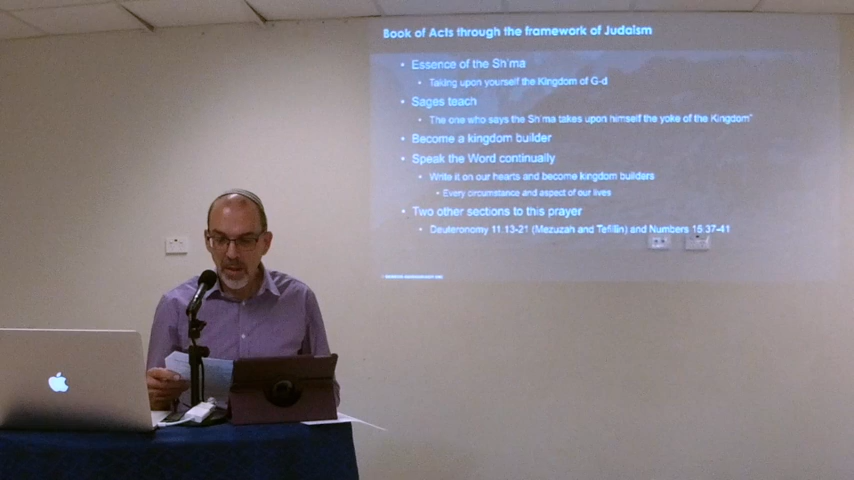 Book of Acts through the framework of Judaism
• Essence of the Sh'ma
• Taking upon yourself the Kingdom of G-d
• Sages teach
• The one who says the Sh'ma takes upon himself the yoke of the Kingdom"
• Become a kingdom builder
• Speak the Word continually
• Write it on our hearts and become kingdom builders
• Every circumstance and aspect of our lives
• Two other sections to this prayer
• Deuteronomy 11.13-21 (Mezuzah and Tefillin) and Numbers 15.37-41